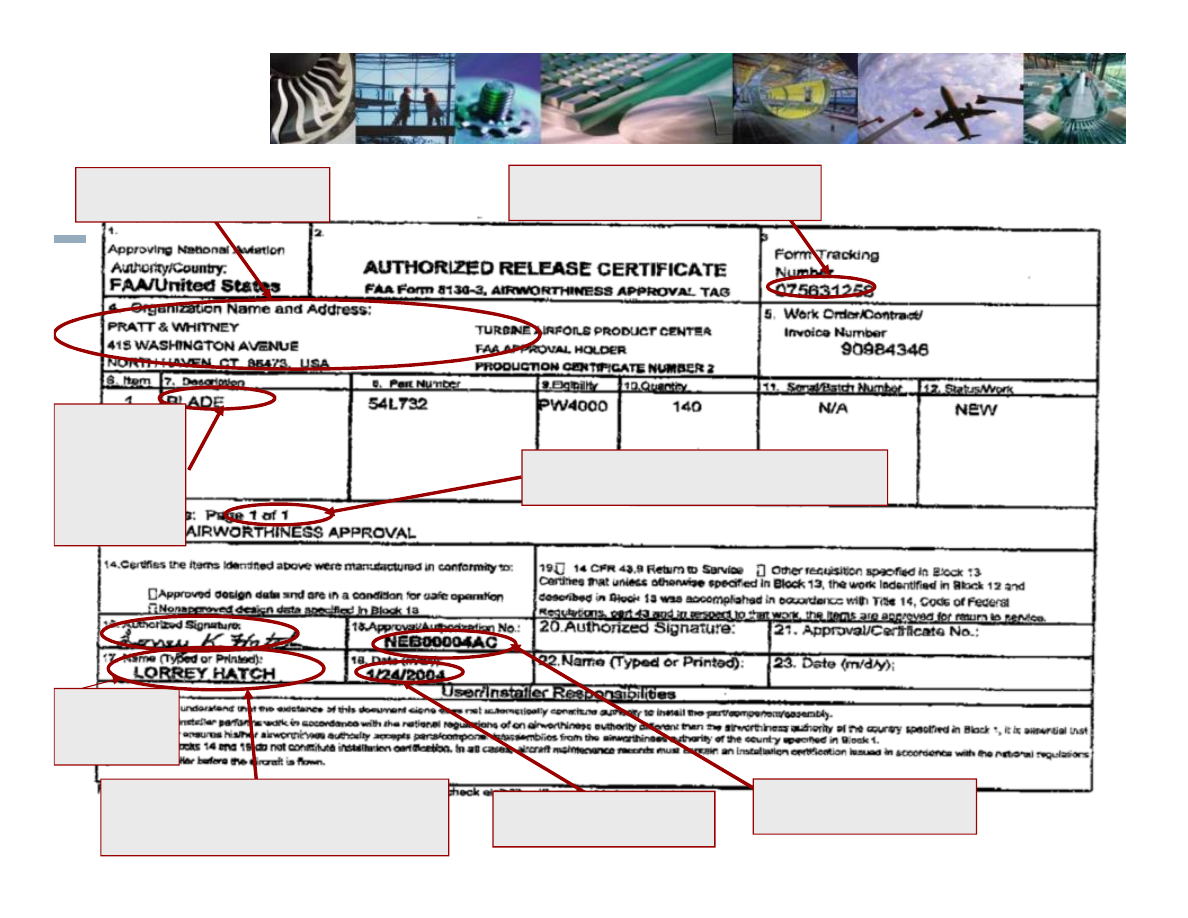 1.
Approving National Aviation
Authority/Country:
FAA/United States
2.
AUTHORIZED RELEASE CERTIFICATE
FAA Form 8130-3, AIRWORTHINESS APPROVAL TAG
3
Form Tracking
Number
075631258
4. Organization Name and Address:
PRATT & WHITNEY
415 WASHINGTON AVENUE
NORTH HAVEN, CT. USA
TURBINE AIRFOILS PRODUCT CENTER
FAA APPROVAL HOLDER
PRODUCTION CERTIFICATE NUMBER 2
5. Work Order/Contract/
Invoice Number
90984346
6. Item 7. Description 8. Part Number 9.Eligibility 10.Quantity 11. Serial/Batch Number 12. Status/Work
1 BLADE 54L732 PW4000 140 N/A NEW
: Page 1 of 1
AIRWORTHINESS APPROVAL
14.Certifies the items identified above were manufactured in conformity to:
Approved design data and are in a condition for safe operation
Nonapproved design data specified in Block 13
19. 14 CFR 43.9 Return to Service Other requisition specified in Block 13
Certifies that unless otherwise specified in Block 13, the work indentified in Block 12 and
described in Block 13 was accomplished in accordance with Title 14, Code of Federal
Regulations, part 43 and in respect to that work, the items are approved for return to service.
15. Authorized Signature:
16.Approval/Authorization No.:
NEB00004AC
20.Authorized Signature:
21. Approval/Certificate No.:
17. Name (Typed or Printed):
LORREY HATCH
18. Date (m/d/y):
1/24/2004
22.Name (Typed or Printed):
23. Date (m/d/y):
User/Installer Responsibilities
understand that the existence of this document alone does not automatically constitute authority to install the part/component/assembly.
installer performs work in accordance with the national regulations of an airworthiness authority different than the airworthiness authority of the country specified in Block 1, it is essential that
ensures his/her airworthiness authority accepts parts/components/assemblies from the airworthiness authority of the country specified in Block 1.
14 and 19 do not constitute installation certification. In all cases, aircraft maintenance records must contain an installation certification issued in accordance with the national regulations
before the aircraft is flown.
check